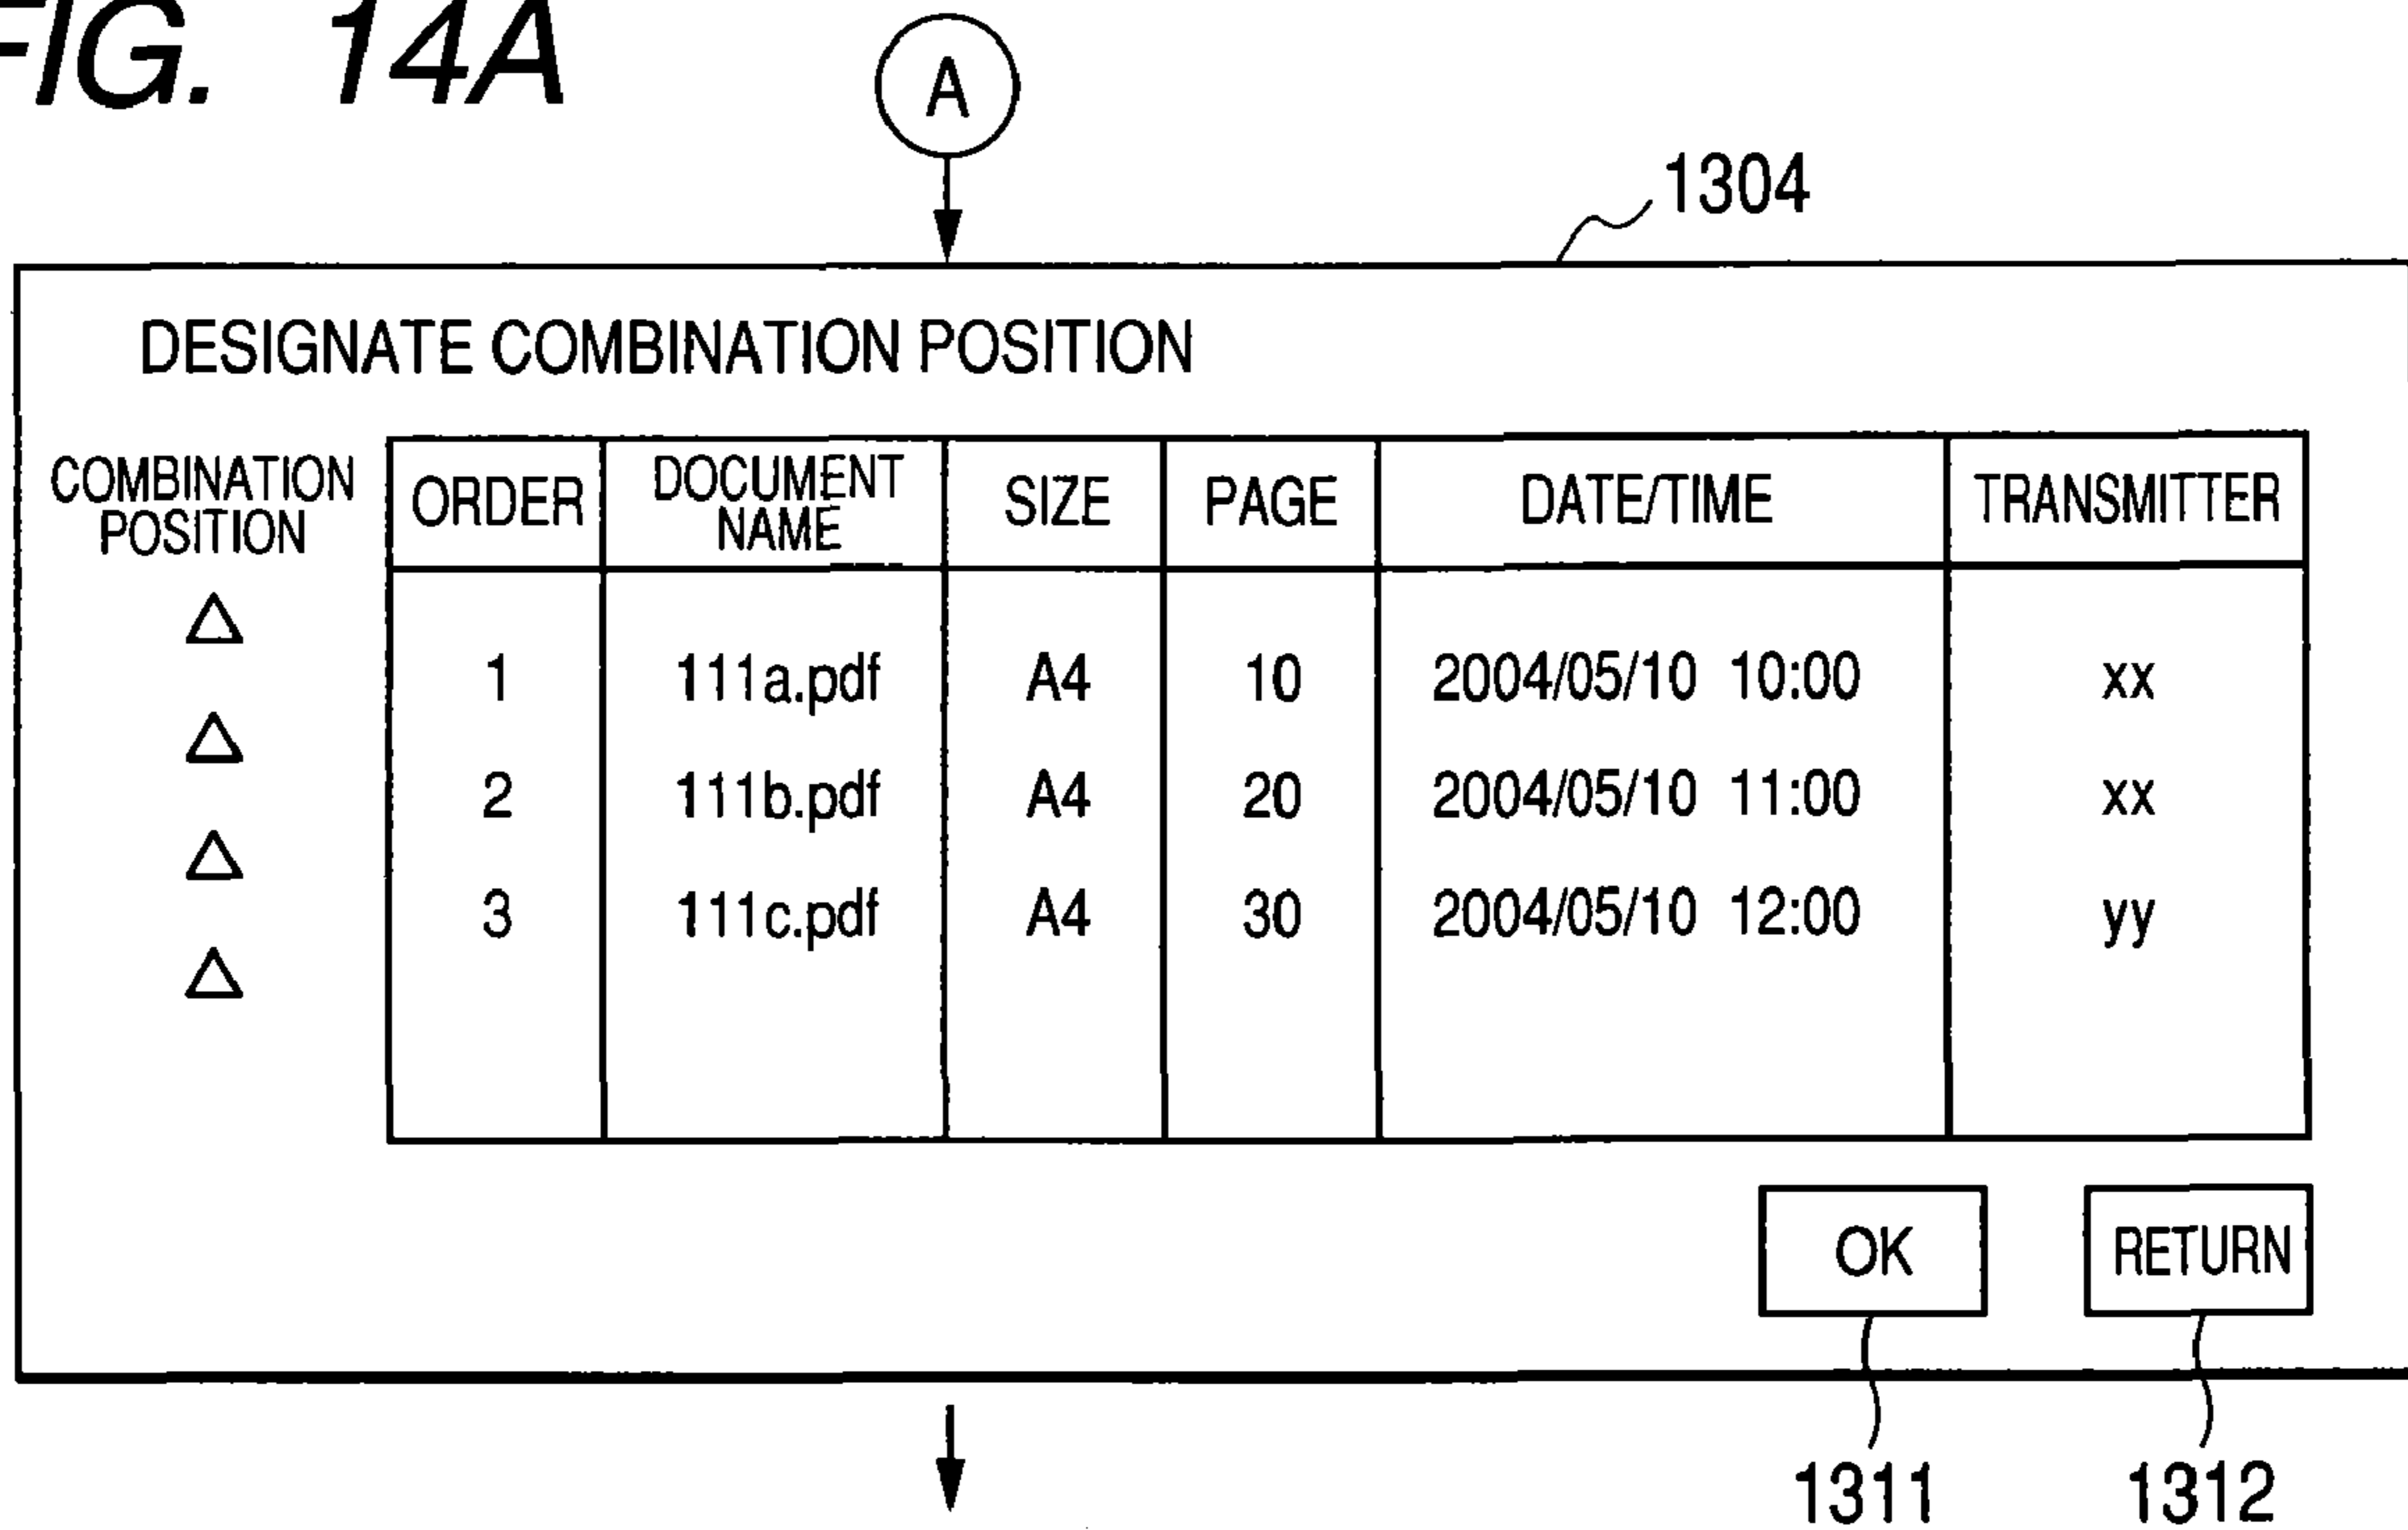 FIG. 14A
A
1304
DESIGNATE COMBINATION POSITION
COMBINATION
POSITION
ORDER DOCUMENT NAME SIZE PAGE DATE/TIME TRANSMITTER
△
1 111a.pdf A4 10 2004/05/10 10:00 xx
△
2 111b.pdf A4 20 2004/05/10 11:00 xx
△
3 111c.pdf A4 30 2004/05/10 12:00 yy
△
OK RETURN
1311 1312